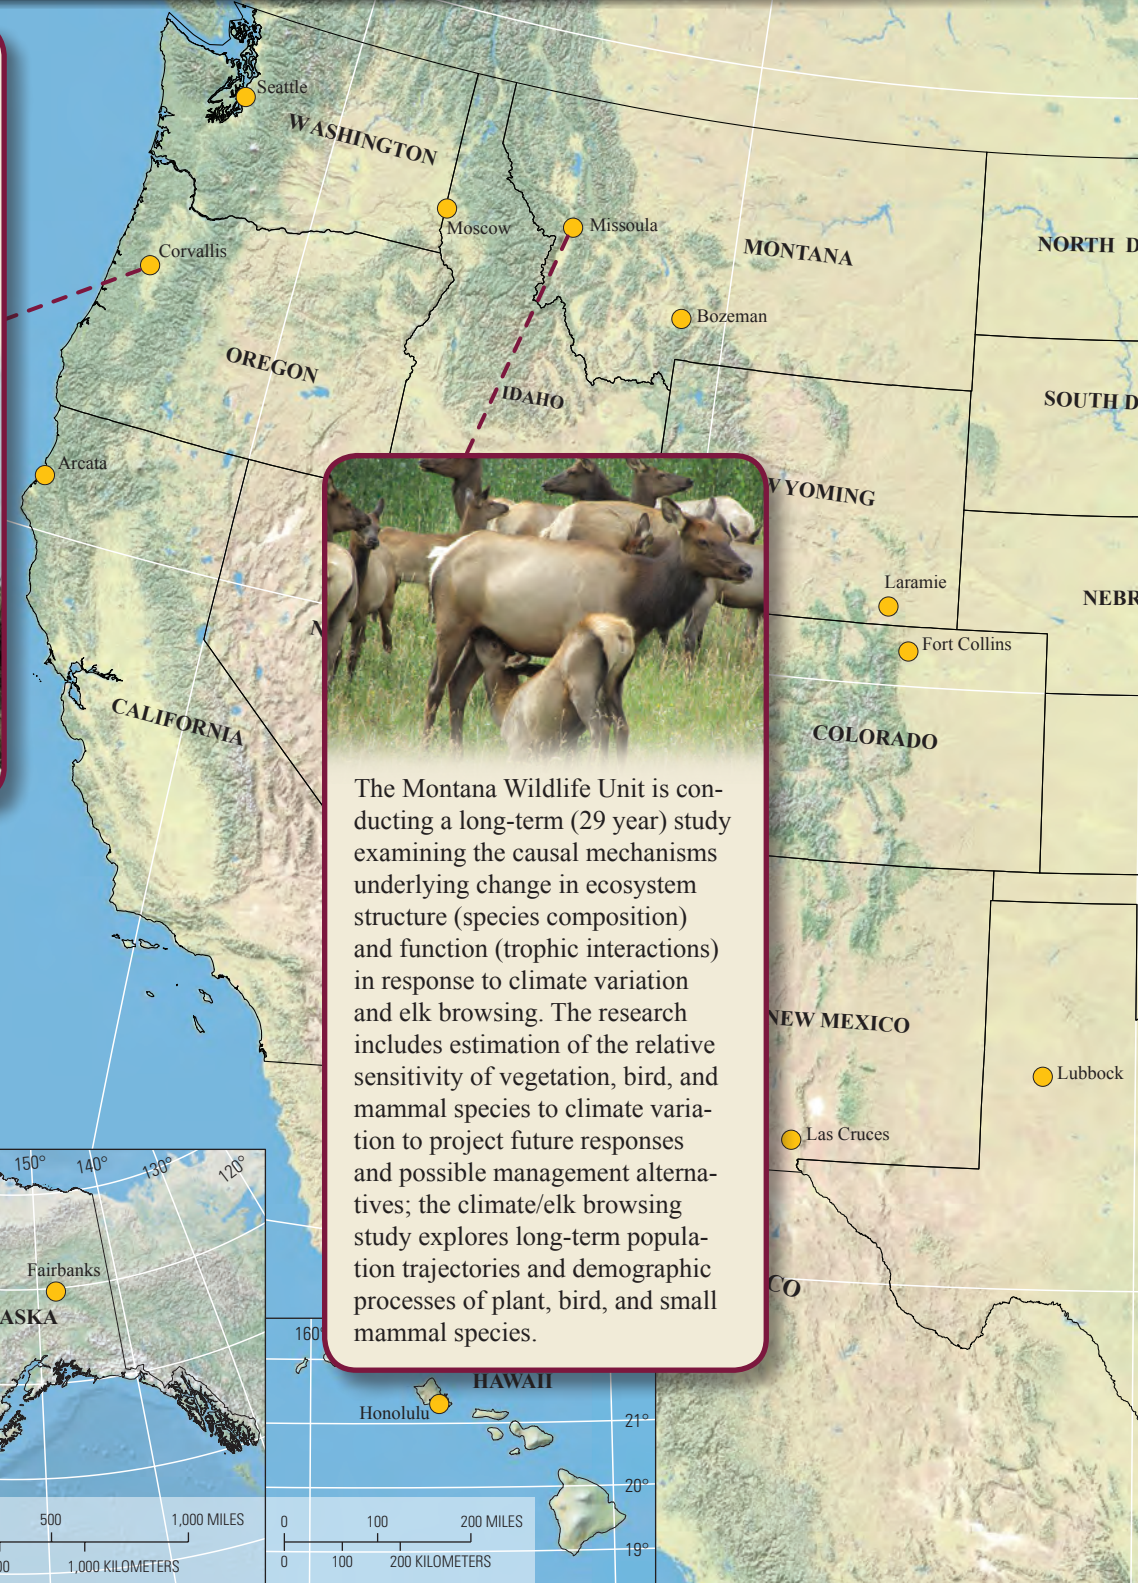 Seattle
WASHINGTON
Moscow
Missoula
MONTANA
NORTH D
Corvallis
Bozeman
OREGON
IDAHO
SOUTH D
Arcata
WYOMING
Laramie
NEBR
N
Fort Collins
CALIFORNIA
COLORADO
The Montana Wildlife Unit is con-
ducting a long-term (29 year) study
examining the causal mechanisms
underlying change in ecosystem
structure (species composition)
and function (trophic interactions)
in response to climate variation
and elk browsing. The research
includes estimation of the relative
sensitivity of vegetation, bird, and
mammal species to climate varia-
tion to project future responses
and possible management alterna-
tives; the climate/elk browsing
study explores long-term popula-
tion trajectories and demographic
processes of plant, bird, and small
mammal species.
NEW MEXICO
Lubbock
Las Cruces
CO
150° 140° 130° 120°
Fairbanks
ASKA
160°
HAWAII
Honolulu
21°
20°
19°
500 1,000 MILES
00 1,000 KILOMETERS
0 100 200 MILES
0 100 200 KILOMETERS